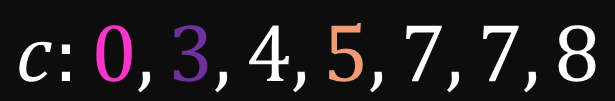 c: 0, 3, 4, 5, 7, 7, 8